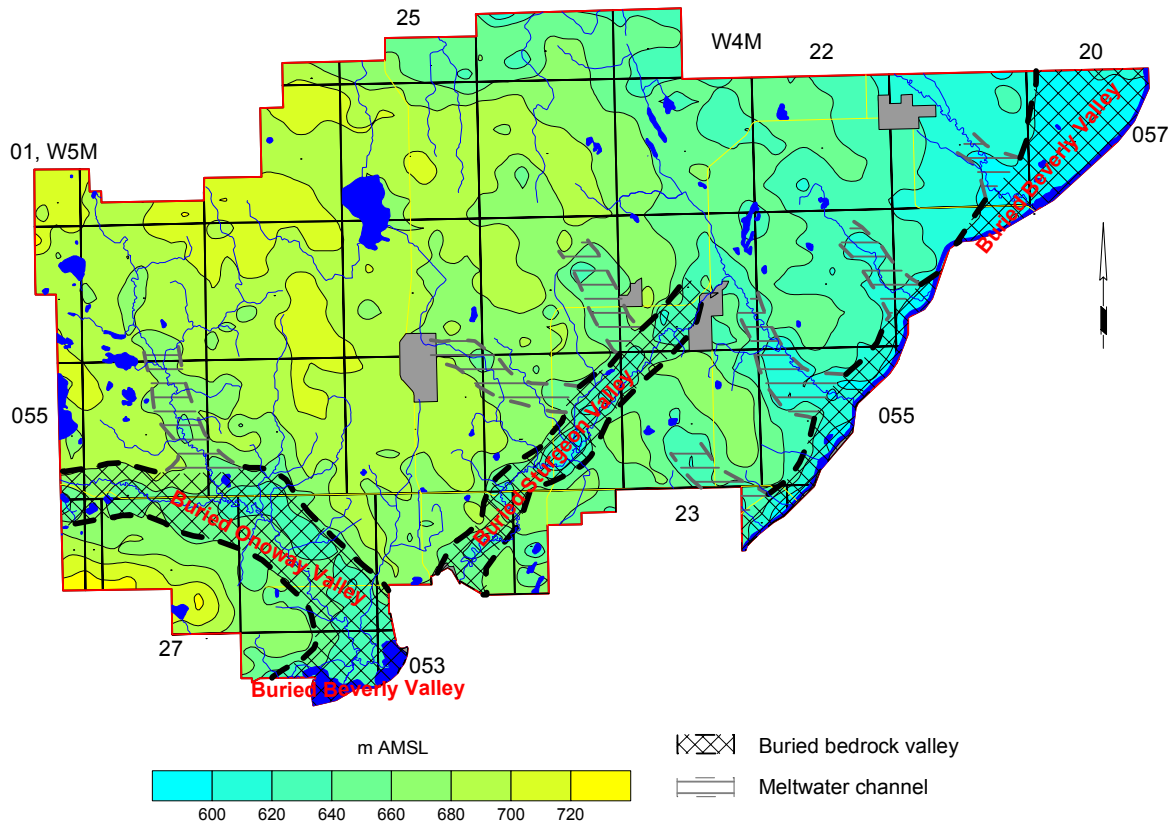 25
W4M
22
20
057
01, W5M
Buried Beverly Valley
055
055
Buried Sturgeon Valley
Buried Onoway Valley
23
27
053
Buried Beverly Valley
m AMSL
600 620 640 660 680 700 720
Buried bedrock valley
Meltwater channel